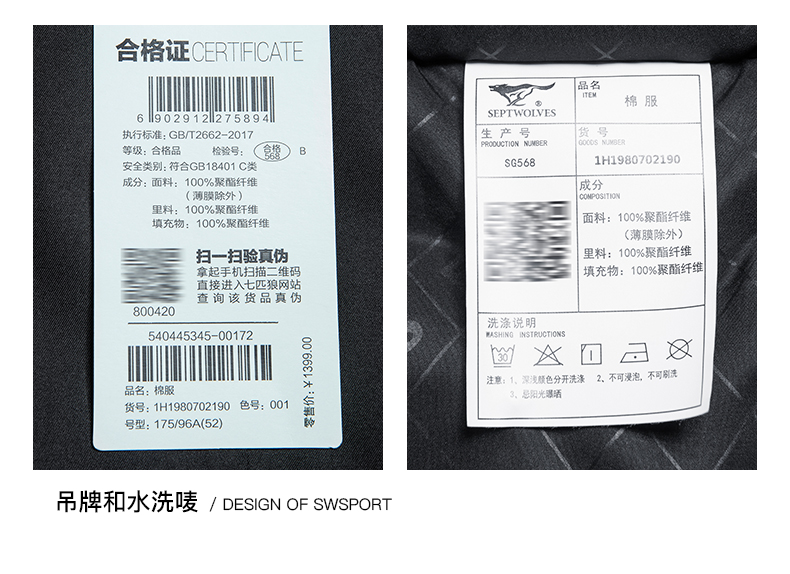 合格证CERTIFICATE
6 902912 275894
执行标准: GB/T2662-2017
等级: 合格品 检验号: 合格 568 B
安全类别: 符合GB18401 C类
成分: 面料: 100%聚酯纤维
(薄膜除外)
里料: 100%聚酯纤维
填充物: 100%聚酯纤维
扫一扫验真伪
拿起手机扫描二维码
直接进入七匹狼网站
查询该货品真伪
800420
540445345-00172
品名: 棉服
货号: 1H1980702190 色号: 001
号型: 175/96A(52)
参幕价: ¥1399.00
SEPTWOLVES ®
品名
ITEM
棉服
生产号
PRODUCTION NUMBER
货号
GOODS NUMBER
SG568
1H1980702190
成分
COMPOSITION
面料: 100%聚酯纤维
(薄膜除外)
里料: 100%聚酯纤维
填充物: 100%聚酯纤维
洗涤说明
WASHING INSTRUCTIONS
30
注意: 1、深浅颜色分开洗涤 2、不可浸泡, 不可刷洗
3、忌阳光曝晒
吊牌和水洗唛 / DESIGN OF SWSPORT